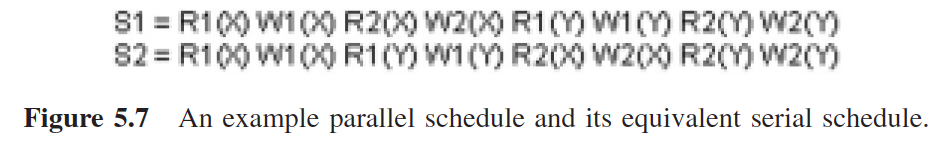 S1 = R1(X) W1(X) R2(X) W2(X) R1(Y) W1(Y) R2(Y) W2(Y)
S2 = R1(X) W1(X) R1(Y) W1(Y) R2(X) W2(X) R2(Y) W2(Y)
Figure 5.7 An example parallel schedule and its equivalent serial schedule.